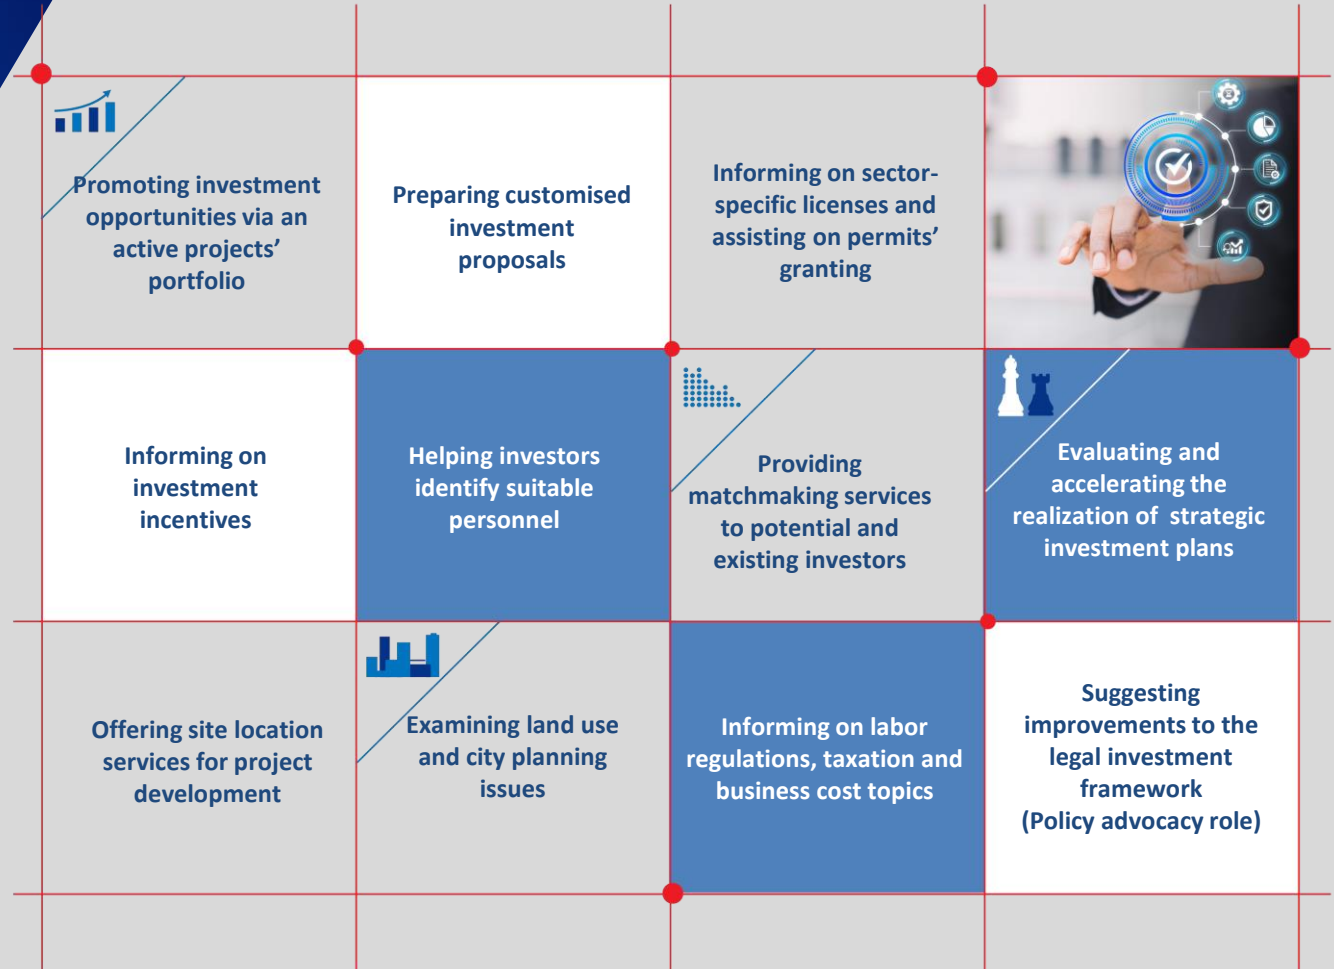 Promoting investment
opportunities via an
active projects’
portfolio
Preparing customised
investment
proposals
Informing on sector-
specific licenses and
assisting on permits’
granting
Informing on
investment
incentives
Helping investors
identify suitable
personnel
Providing
matchmaking services
to potential and
existing investors
Evaluating and
accelerating the
realization of  strategic
investment plans
Offering site location
services for project
development
Examining land use
and city planning
issues
Informing on labor
regulations, taxation and
business cost topics
Suggesting
improvements to the
legal investment
framework
(Policy advocacy role)